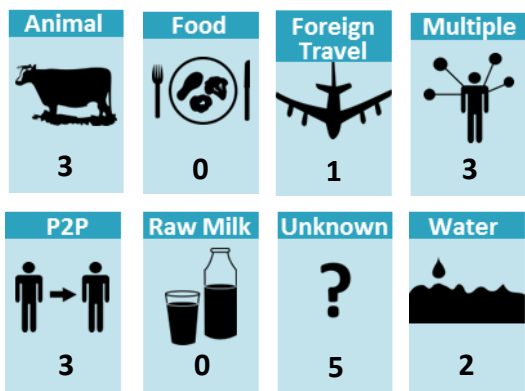 Animal
Food
Foreign
Travel
Multiple
3
0
1
3
P2P
Raw Milk
Unknown
Water
?
3
0
5
2